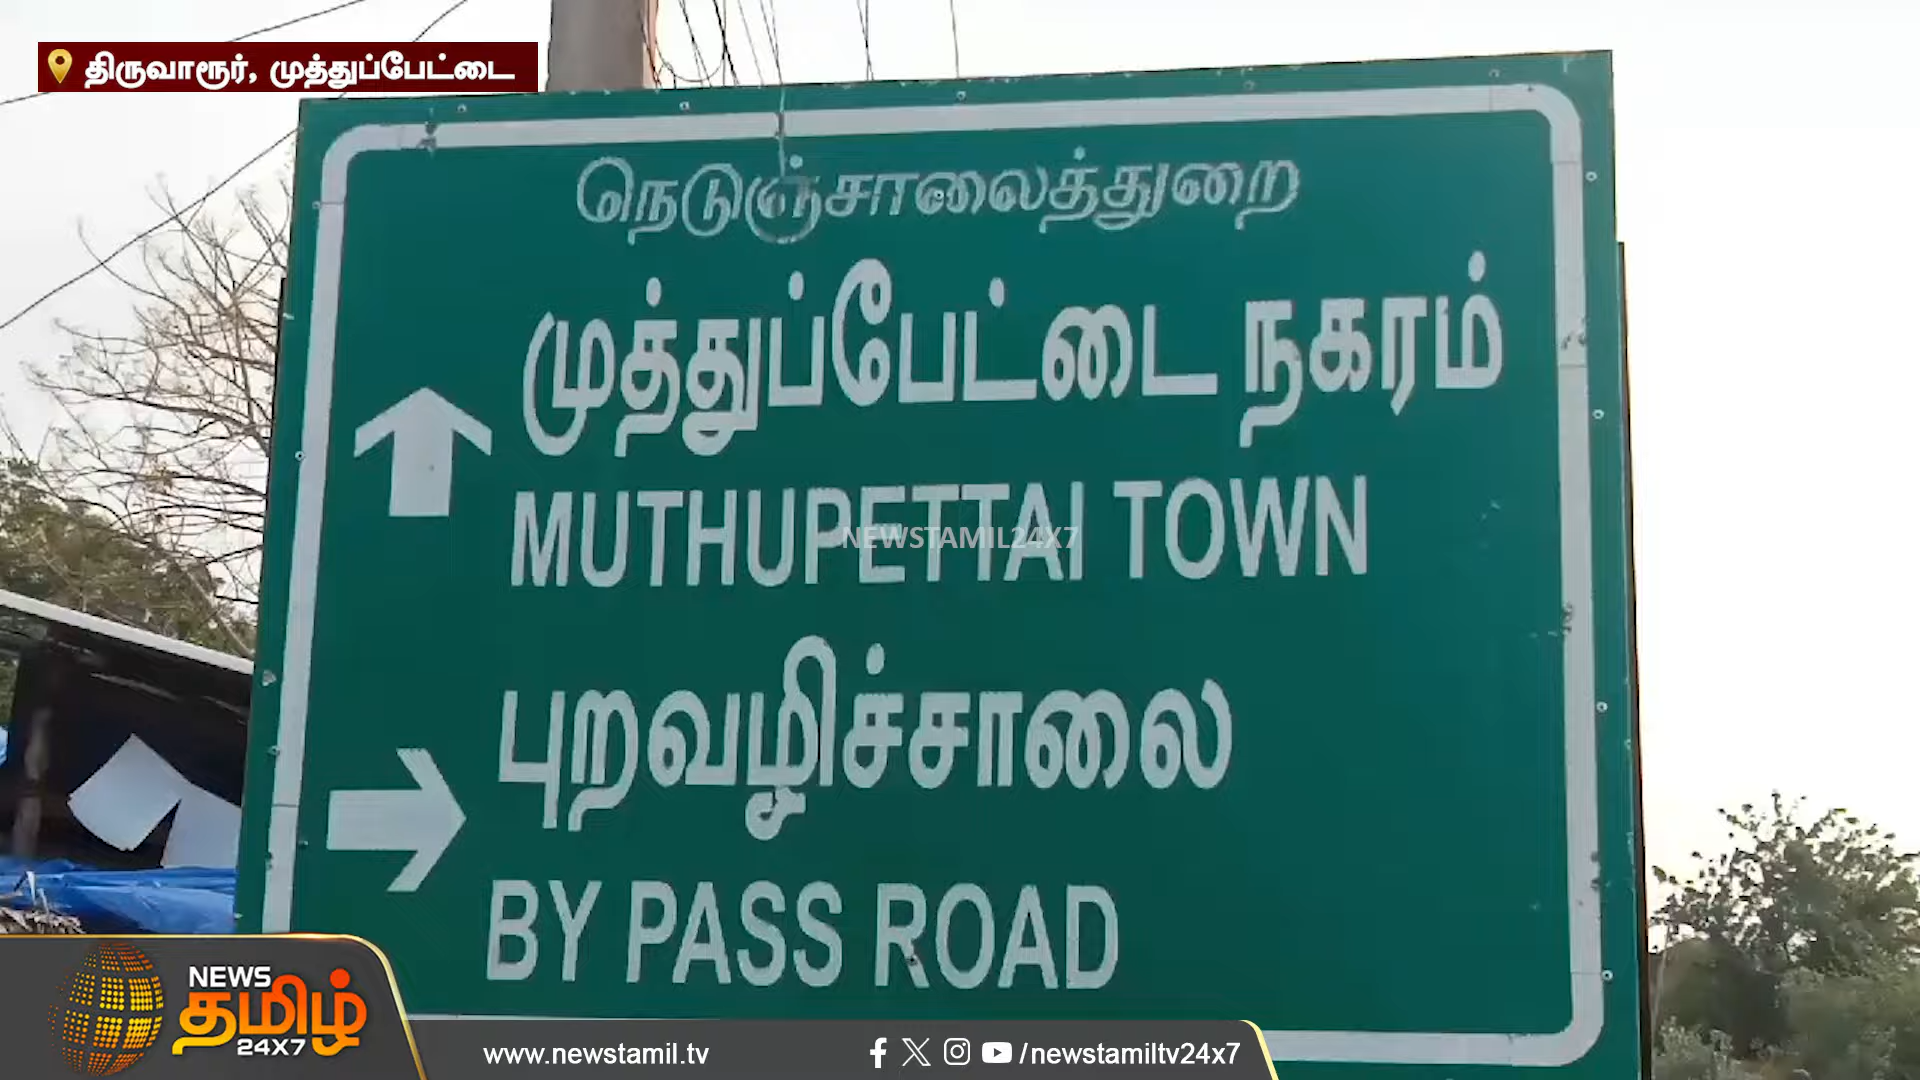 திருவாரூர், முத்துப்பேட்டை
நெடுஞ்சாலைத்துறை
முத்துப்பேட்டை நகரம்
MUTHUPETTAI TOWN
NEWSTAMIL24X7
புறவழிச்சாலை
BY PASS ROAD
NEWS
தமிழ்
24X7
www.newstamil.tv
/newstamiltv24x7